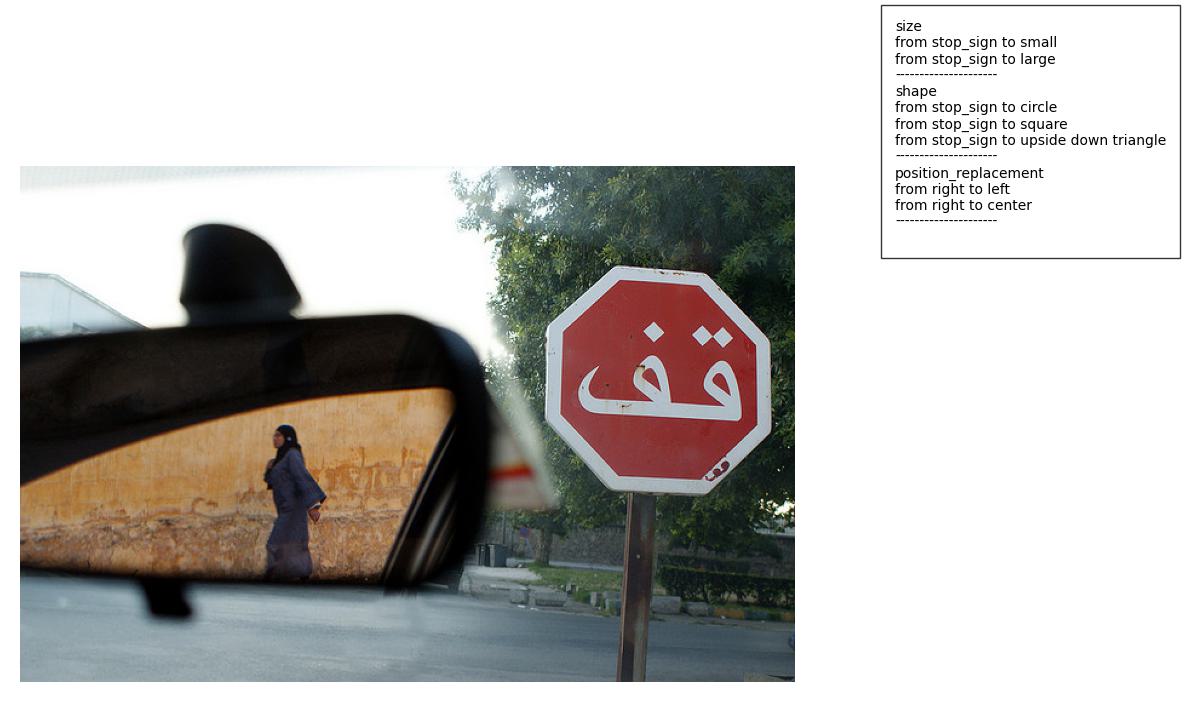 size
from stop_sign to small
from stop_sign to large
---------------------
shape
from stop_sign to circle
from stop_sign to square
from stop_sign to upside down triangle
---------------------
position_replacement
from right to left
from right to center
---------------------
قف